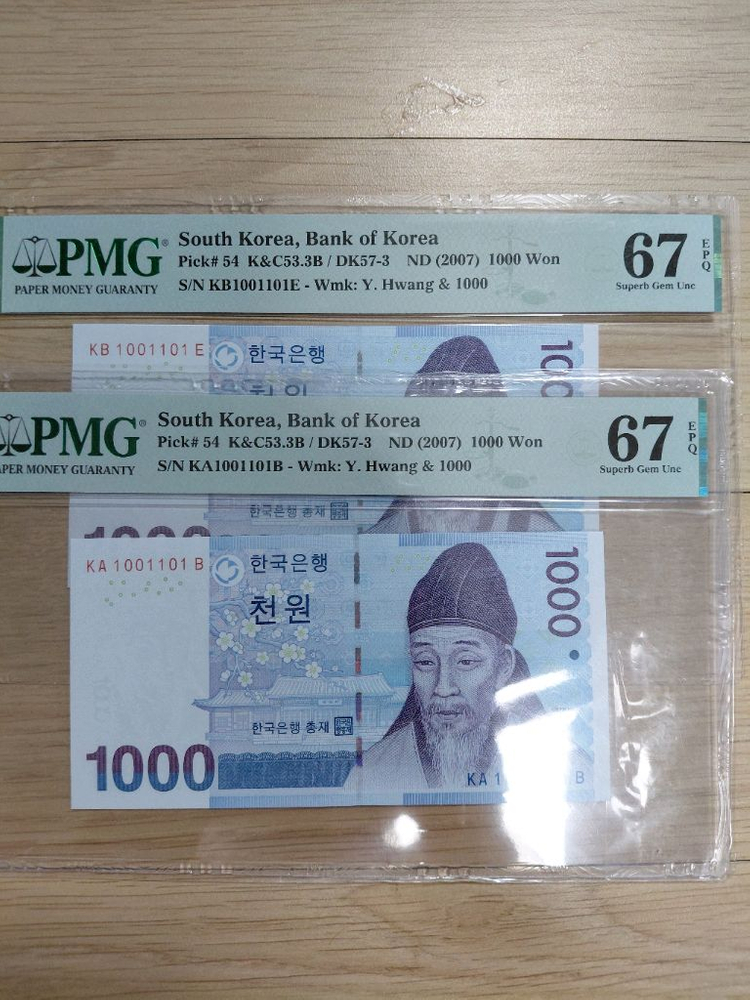 PMG®
PAPER MONEY GUARANTY
South Korea, Bank of Korea
Pick# 54 K&C53.3B / DK57-3 ND (2007) 1000 Won
S/N KB1001101E - Wmk: Y. Hwang & 1000
67
EPQ
Superb Gem Unc
KB 1001101 E
한국은행
천원
한국은행 총재
1000
PMG®
PAPER MONEY GUARANTY
South Korea, Bank of Korea
Pick# 54 K&C53.3B / DK57-3 ND (2007) 1000 Won
S/N KA1001101B - Wmk: Y. Hwang & 1000
67
EPQ
Superb Gem Unc
KA 1001101 B
한국은행
천원
1000
한국은행 총재
1000
KA 1 B